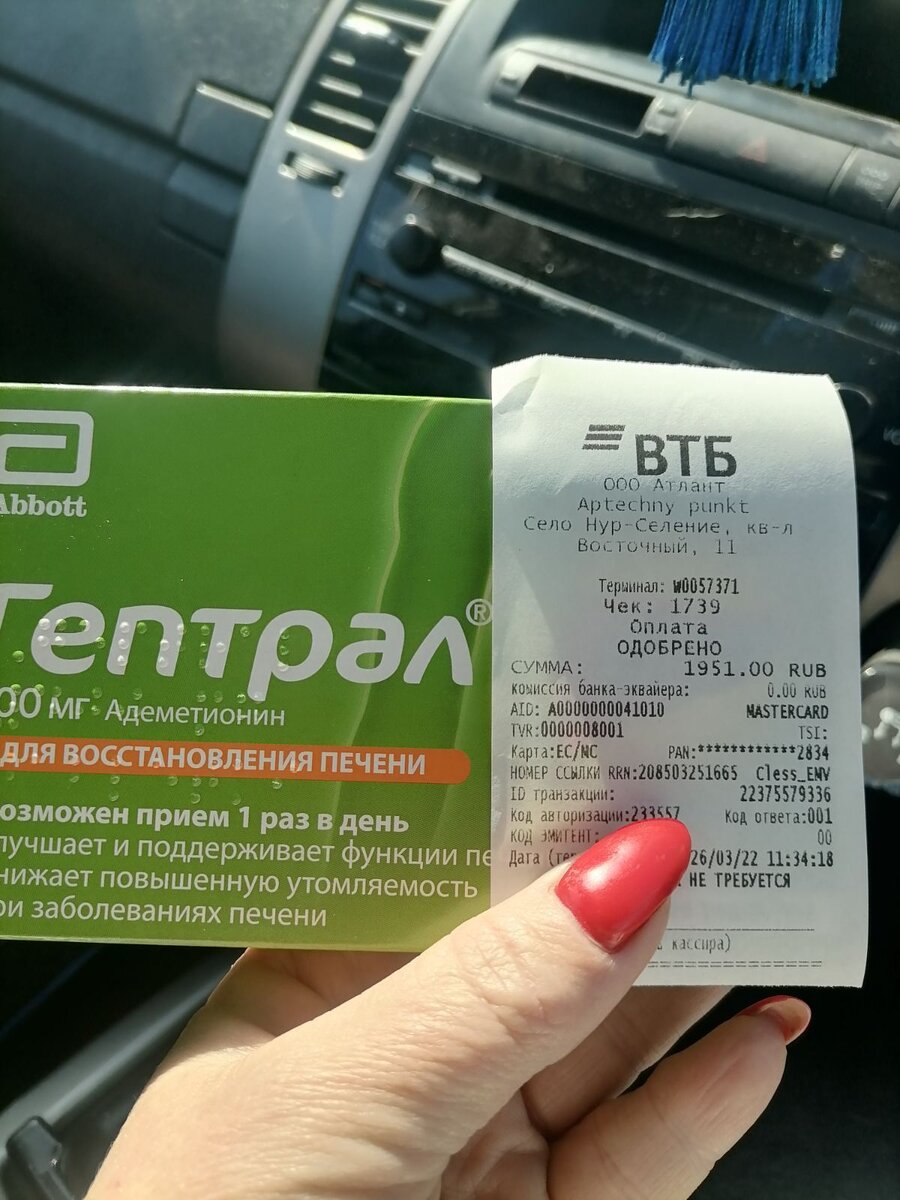 Abbott
Гептрал®
00 мг Адеметионин
ДЛЯ ВОССТАНОВЛЕНИЯ ПЕЧЕНИ
озможен прием 1 раз в день
лучшает и поддерживает функции пе
нижает повышенную утомляемость
ри заболеваниях печени
ВТБ
ООО Атлант
Aptechny punkt
Село Нур-Селение, кв-л
Восточный, 11
Терминал: W0057371
Чек: 1739
Оплата
ОДОБРЕНО
СУММА: 1951.00 RUB
Комиссия банка-эквайера: 0.00 RUB
AID: A0000000041010 MASTERCARD
TVR:0000008001 TSI:
Карта:EC/MC PAN:************2834
НОМЕР ССЫЛКИ RRN:208503251665 Cless_EMV
ID транзакции: 22375579336
Код авторизации:233557 Код ответа:001
КОД ЭМИТЕНТ: 00
Дата (те 26/03/22 11:34:18
НЕ ТРЕБУЕТСЯ
кассира)